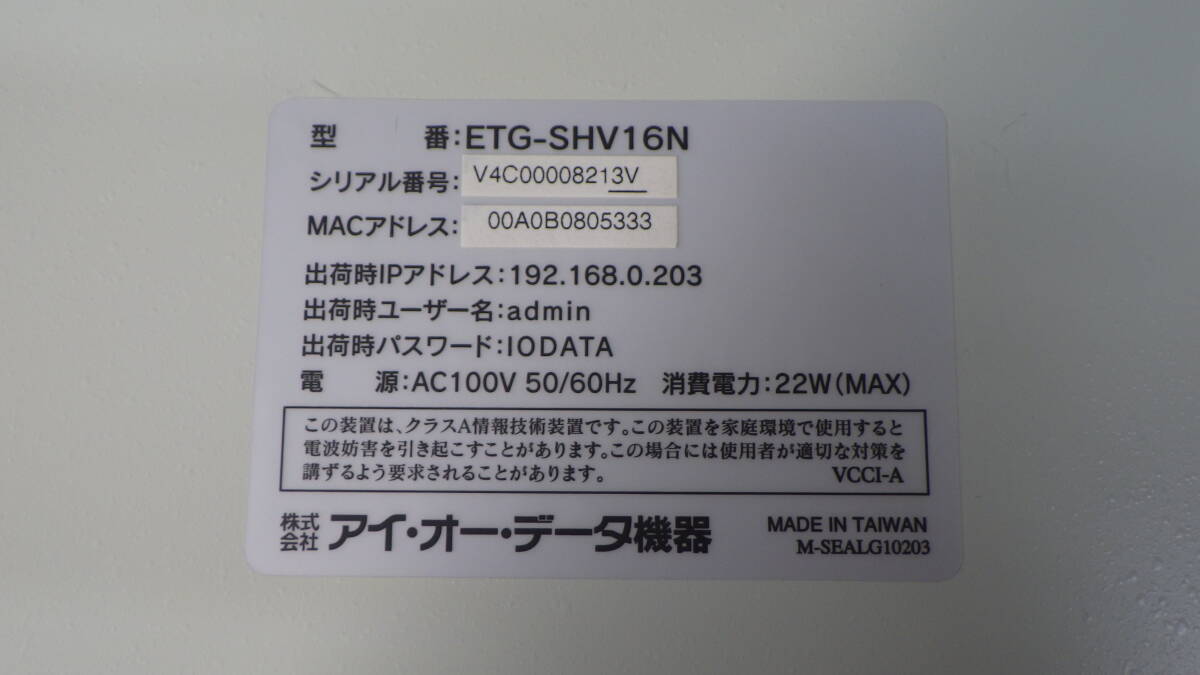 型　　番：ETG-SHV16N
シリアル番号：V4C00008213V
MACアドレス：00A0B0805333
出荷時IPアドレス：192.168.0.203
出荷時ユーザー名：admin
出荷時パスワード：IODATA
電　　源：AC100V 50/60Hz　消費電力：22W（MAX）
この装置は、クラスA情報技術装置です。この装置を家庭環境で使用すると
電波妨害を引き起こすことがあります。この場合には使用者が適切な対策を
講ずるよう要求されることがあります。　VCCI-A
株式会社 アイ・オー・データ機器
MADE IN TAIWAN
M-SEALG10203